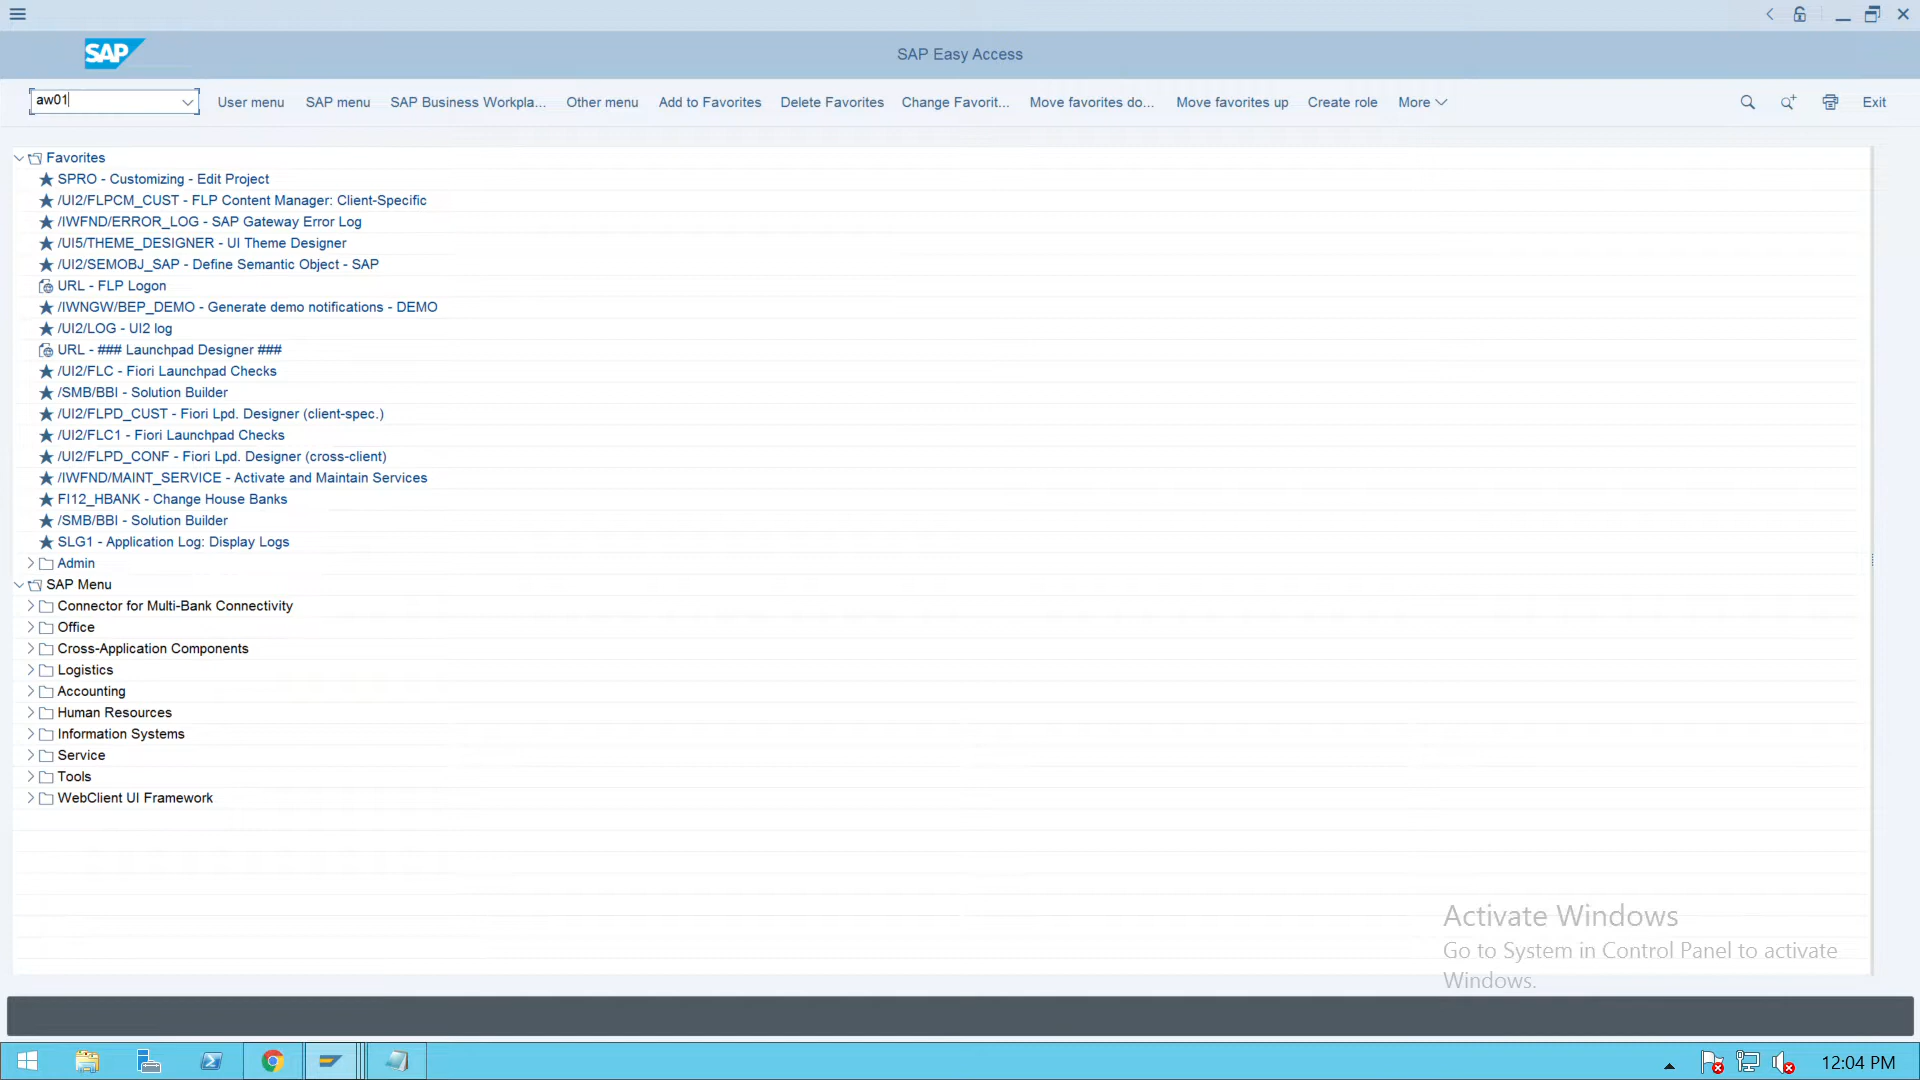 SAP
SAP Easy Access
aw01
User menu
SAP menu
SAP Business Workpla...
Other menu
Add to Favorites
Delete Favorites
Change Favorit...
Move favorites do...
Move favorites up
Create role
More
Exit
Favorites
SPRO - Customizing - Edit Project
/UI2/FLPCM_CUST - FLP Content Manager: Client-Specific
/IWFND/ERROR_LOG - SAP Gateway Error Log
/UI5/THEME_DESIGNER - UI Theme Designer
/UI2/SEMOBJ_SAP - Define Semantic Object - SAP
URL - FLP Logon
/IWNGW/BEP_DEMO - Generate demo notifications - DEMO
/UI2/LOG - UI2 log
URL - ### Launchpad Designer ###
/UI2/FLC - Fiori Launchpad Checks
/SMB/BBI - Solution Builder
/UI2/FLPD_CUST - Fiori Lpd. Designer (client-spec.)
/UI2/FLC1 - Fiori Launchpad Checks
/UI2/FLPD_CONF - Fiori Lpd. Designer (cross-client)
/IWFND/MAINT_SERVICE - Activate and Maintain Services
FI12_HBANK - Change House Banks
/SMB/BBI - Solution Builder
SLG1 - Application Log: Display Logs
Admin
SAP Menu
Connector for Multi-Bank Connectivity
Office
Cross-Application Components
Logistics
Accounting
Human Resources
Information Systems
Service
Tools
WebClient UI Framework
Activate Windows
Go to System in Control Panel to activate
Windows.
12:04 PM